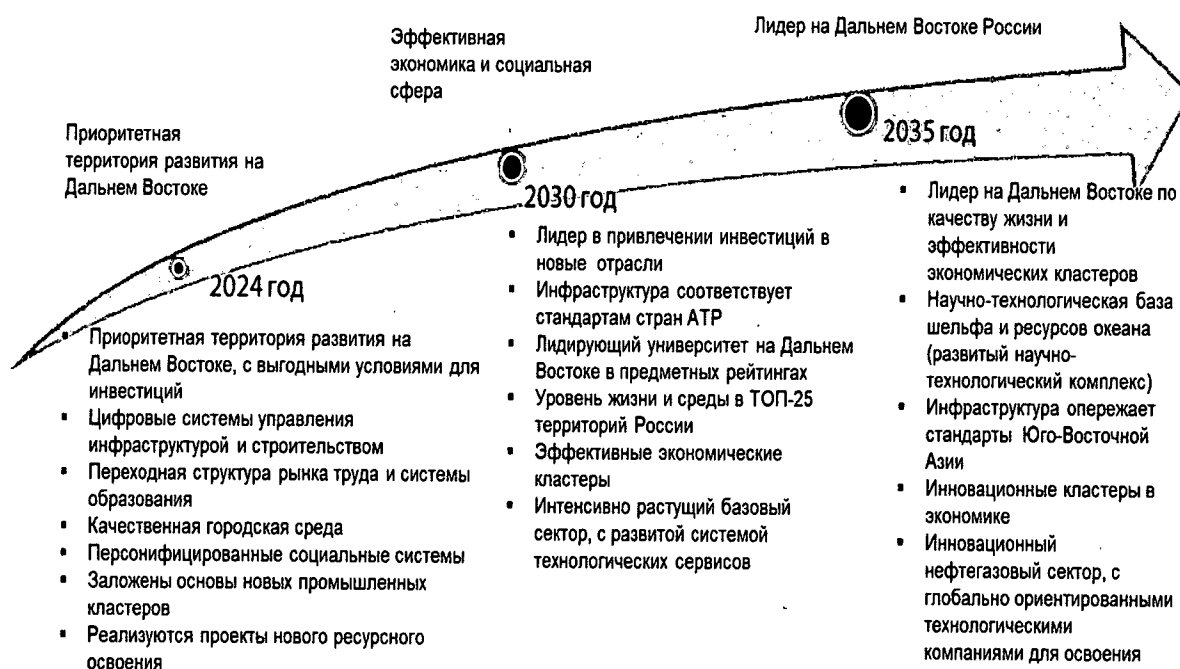 Приоритетная
территория развития на
Дальнем Востоке
Эффективная
экономика и социальная
сфера
Лидер на Дальнем Востоке России
2024 год
▪ Приоритетная территория развития на
Дальнем Востоке, с выгодными условиями для
инвестиций
▪ Цифровые системы управления
инфраструктурой и строительством
▪ Переходная структура рынка труда и системы
образования
▪ Качественная городская среда
▪ Персонифицированные социальные системы
▪ Заложены основы новых промышленных
кластеров
▪ Реализуются проекты нового ресурсного
освоения
2030 год
▪ Лидер в привлечении инвестиций в
новые отрасли
▪ Инфраструктура соответствует
стандартам стран АТР
▪ Лидирующий университет на Дальнем
Востоке в предметных рейтингах
▪ Уровень жизни и среды в ТОП-25
территорий России
▪ Эффективные экономические
кластеры
▪ Интенсивно растущий базовый
сектор, с развитой системой
технологических сервисов
2035 год
▪ Лидер на Дальнем Востоке по
качеству жизни и
эффективности
экономических кластеров
▪ Научно-технологическая база
шельфа и ресурсов океана
(развитый научно-
технологический комплекс)
▪ Инфраструктура опережает
стандарты Юго-Восточной
Азии
▪ Инновационные кластеры в
экономике
▪ Инновационный
нефтегазовый сектор, с
глобально ориентированными
технологическими
компаниями для освоения